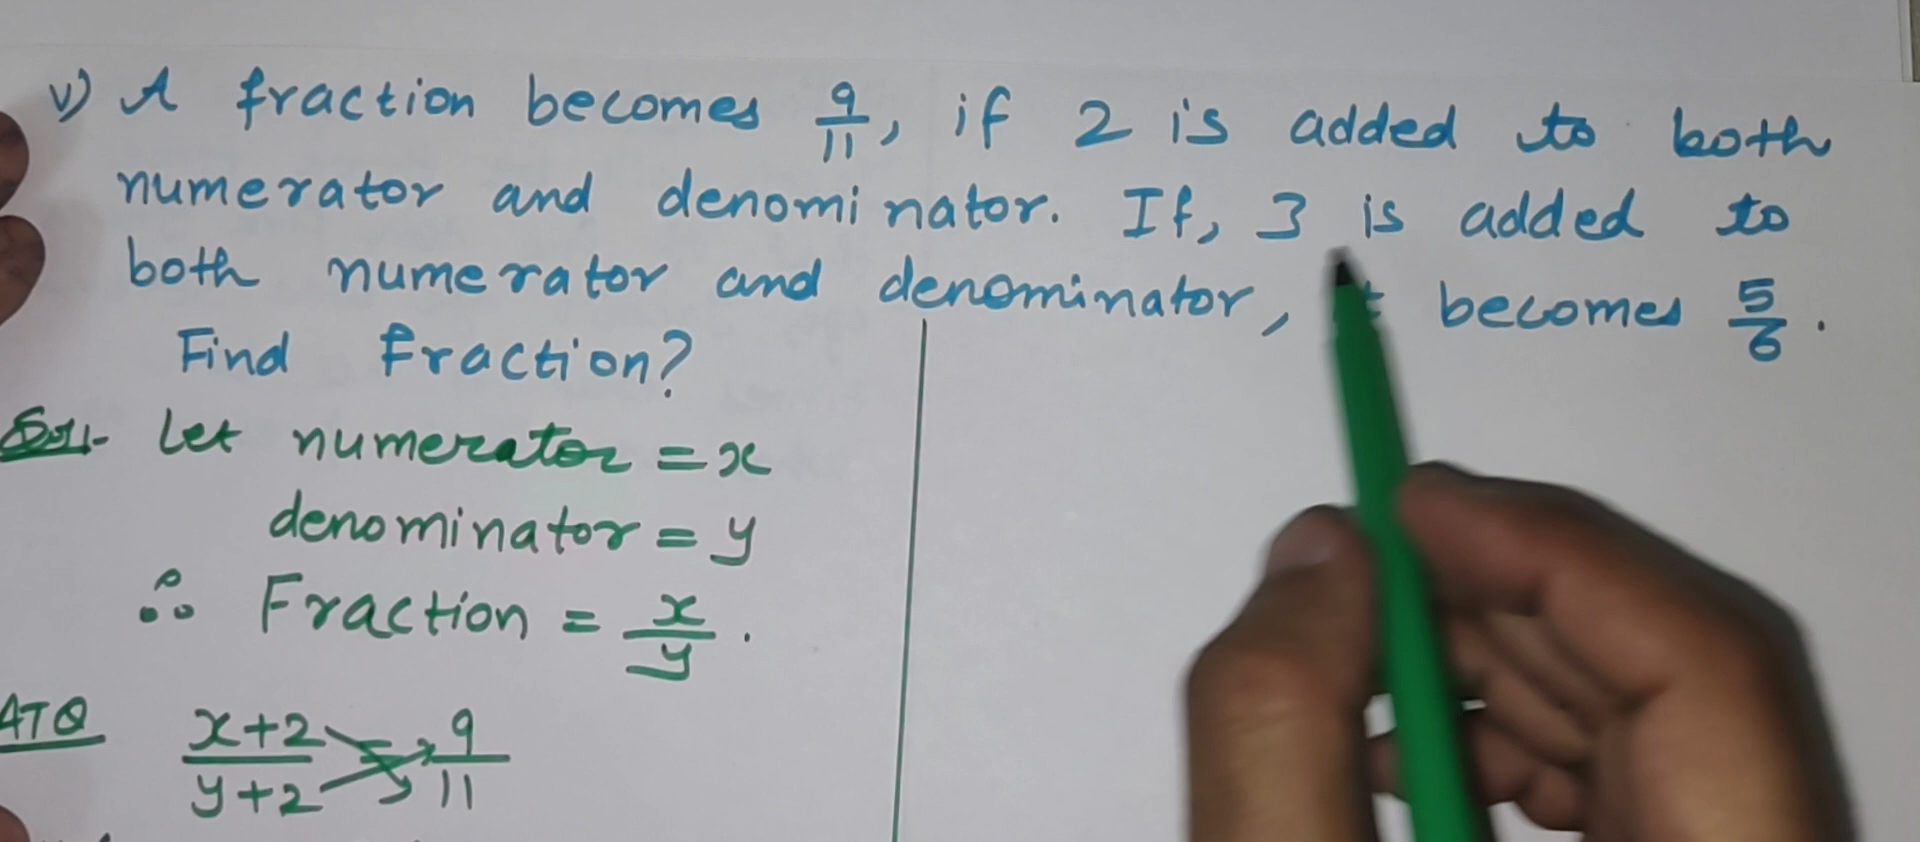 v) A fraction becomes 9/11, if 2 is added to both
numerator and denominator. If, 3 is added to
both numerator and denominator, becomes 5/6.
Find Fraction?
Sol- Let numerator = x
denominator = y
∴ Fraction = x/y.
ATQ x+2/y+2 = 9/11